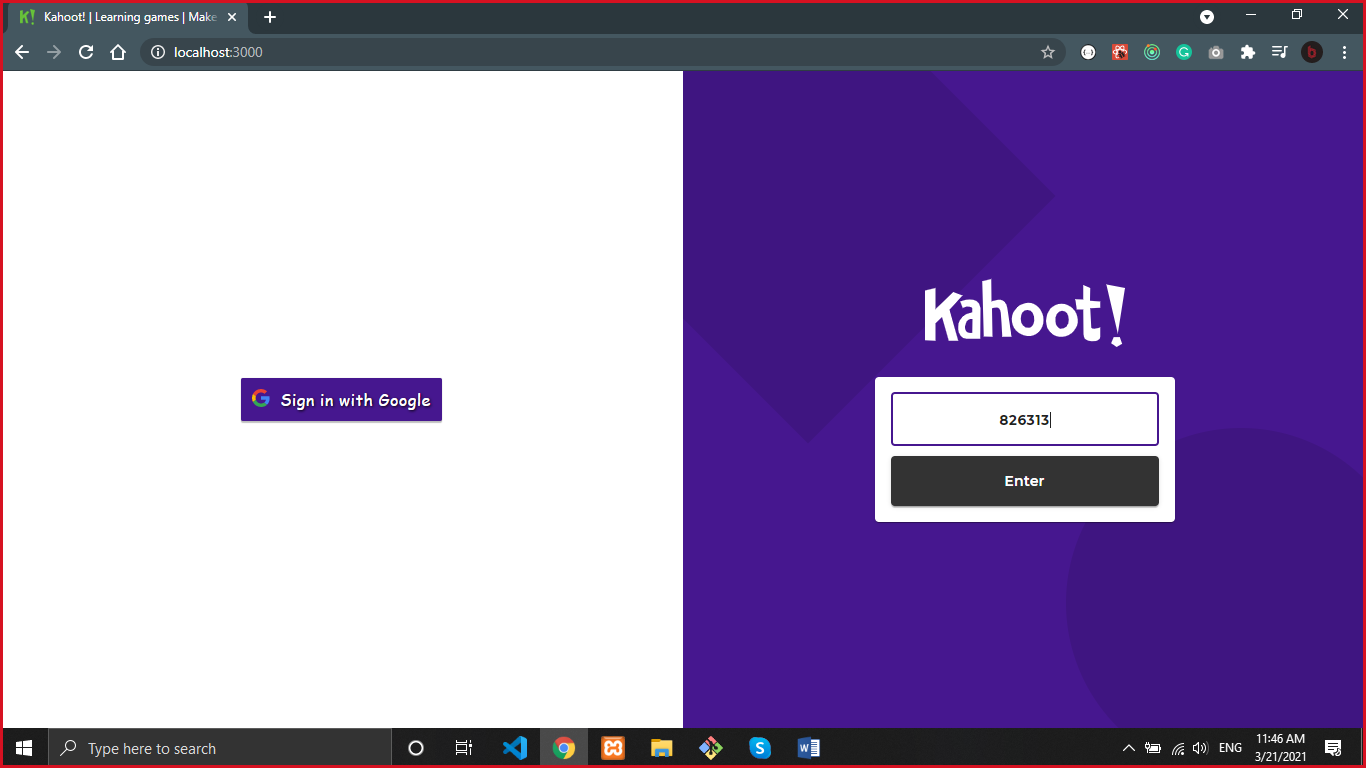 Kahoot! | Learning games | Make
localhost:3000
Sign in with Google
Kahoot!
826313
Enter
Type here to search
ENG
11:46 AM
3/21/2021